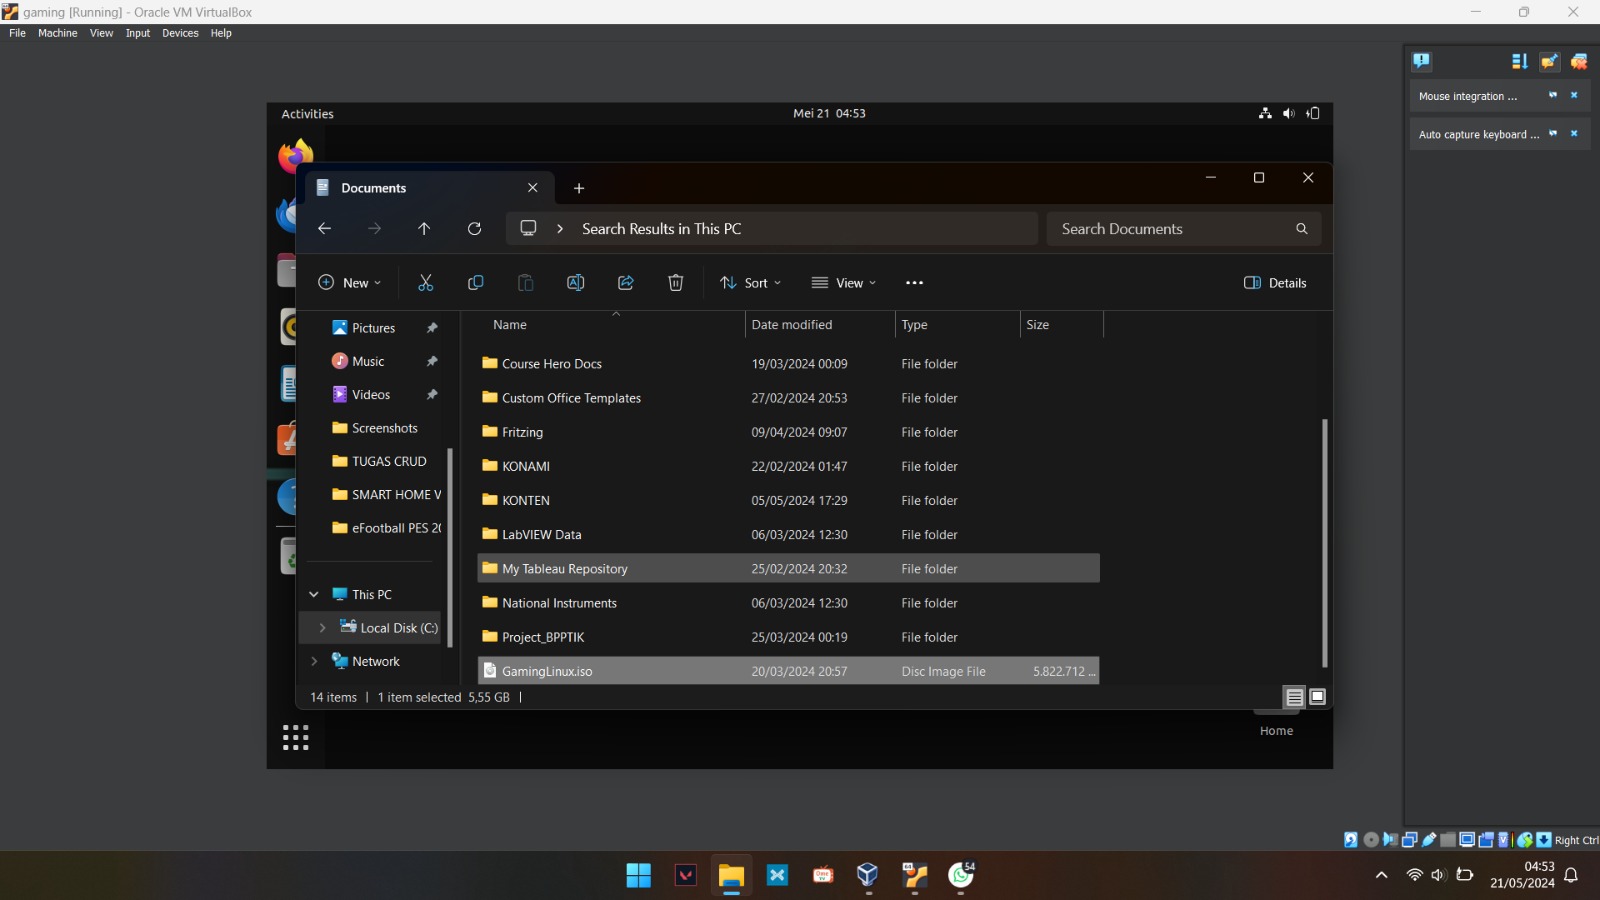 gaming [Running] - Oracle VM VirtualBox
File Machine View Input Devices Help
Mouse integration ...
Auto capture keyboard ...
Activities
Mei 21 04:53
Documents
Search Results in This PC
Search Documents
New
Sort
View
Details
Pictures
Music
Videos
Screenshots
TUGAS CRUD
SMART HOME V
eFootball PES 20
This PC
Local Disk (C:)
Network
Name Date modified Type Size
Course Hero Docs 19/03/2024 00:09 File folder
Custom Office Templates 27/02/2024 20:53 File folder
Fritzing 09/04/2024 09:07 File folder
KONAMI 22/02/2024 01:47 File folder
KONTEN 05/05/2024 17:29 File folder
LabVIEW Data 06/03/2024 12:30 File folder
My Tableau Repository 25/02/2024 20:32 File folder
National Instruments 06/03/2024 12:30 File folder
Project_BPPTIK 25/03/2024 00:19 File folder
GamingLinux.iso 20/03/2024 20:57 Disc Image File 5.822.712 ...
14 items | 1 item selected 5,55 GB |
Home
Right Ctrl
54
04:53
21/05/2024